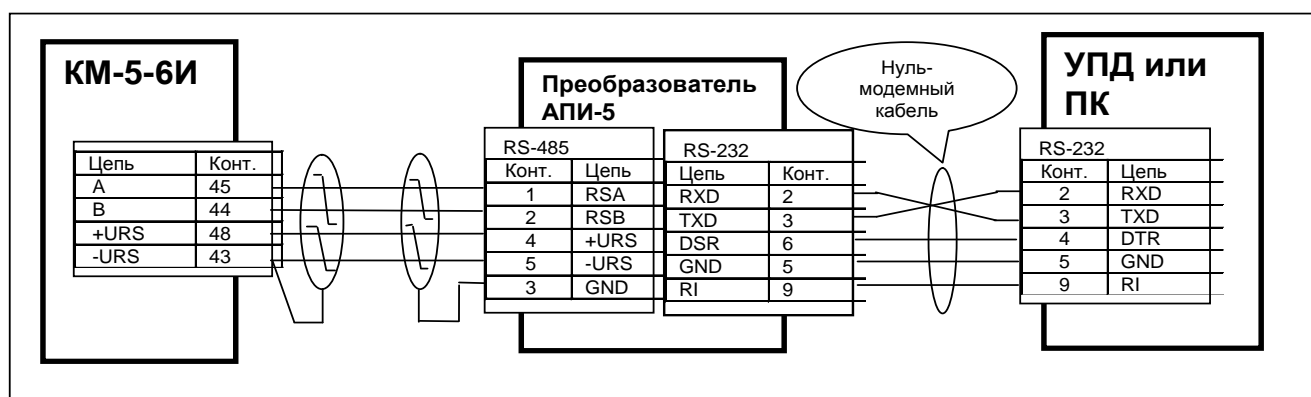 КМ-5-6И
Цепь Конт.
A 45
B 44
+URS 48
-URS 43
Преобразователь
АПИ-5
RS-485
Конт. Цепь
1 RSA
2 RSB
4 +URS
5 -URS
3 GND
RS-232
Цепь Конт.
RXD 2
TXD 3
DSR 6
GND 5
RI 9
Нуль-
модемный
кабель
УПД или
ПК
RS-232
Конт. Цепь
2 RXD
3 TXD
4 DTR
5 GND
9 RI